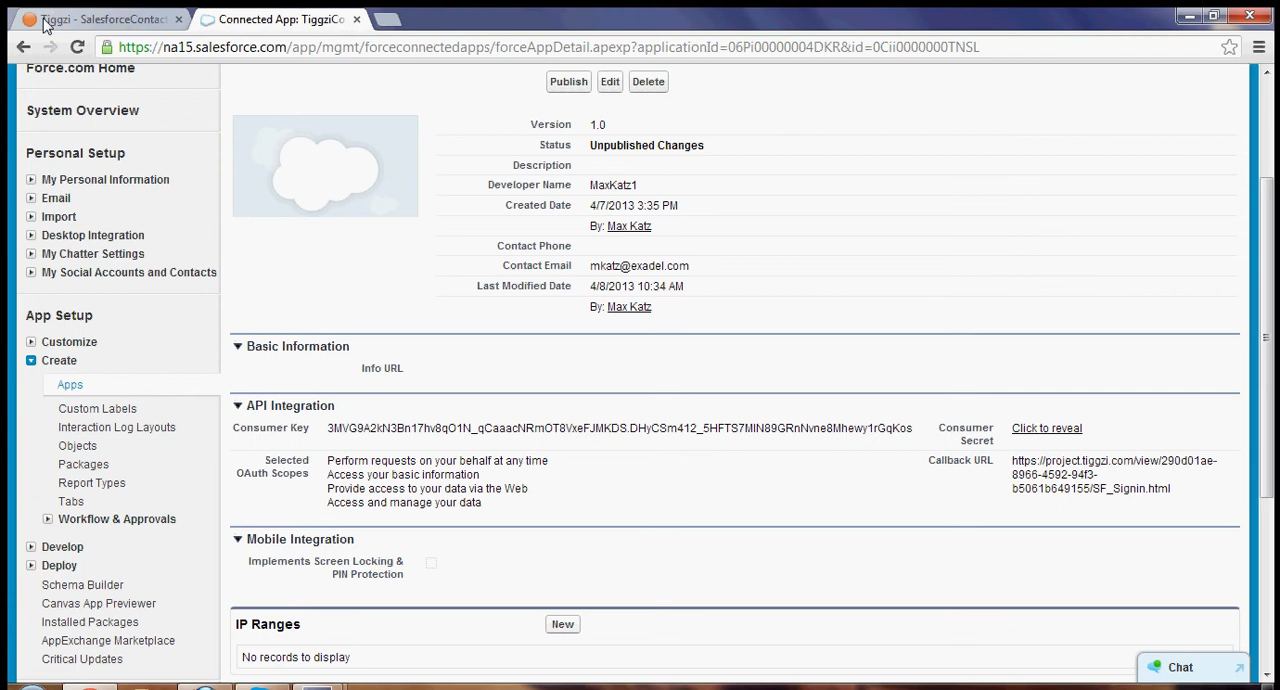 Tiggzi - SalesforceContact
Connected App: TiggziCo
https://na15.salesforce.com/app/mgmt/forceconnectedapps/forceAppDetail.apexp?applicationId=06Pi00000004DKR&id=0Cii0000000TNSL
Force.com Home
System Overview
Personal Setup
My Personal Information
Email
Import
Desktop Integration
My Chatter Settings
My Social Accounts and Contacts
App Setup
Customize
Create
Apps
Custom Labels
Interaction Log Layouts
Objects
Packages
Report Types
Tabs
Workflow & Approvals
Develop
Deploy
Schema Builder
Canvas App Previewer
Installed Packages
AppExchange Marketplace
Critical Updates
Publish Edit Delete
Version 1.0
Status Unpublished Changes
Description
Developer Name MaxKatz1
Created Date 4/7/2013 3:35 PM
By: Max Katz
Contact Phone
Contact Email mkatz@exadel.com
Last Modified Date 4/8/2013 10:34 AM
By: Max Katz
Basic Information
Info URL
API Integration
Consumer Key 3MVG9A2kN3Bn17hv8qO1N_qCaaacNRmOT8VxeFJMKDS.DHyCSm412_5HFTS7MIN89GRnNvne8Mhewy1rGqKos
Consumer Secret Click to reveal
Selected OAuth Scopes
Perform requests on your behalf at any time
Access your basic information
Provide access to your data via the Web
Access and manage your data
Callback URL
https://project.tiggzi.com/view/290d01ae-
8966-4592-94f3-
b5061b649155/SF_Signin.html
Mobile Integration
Implements Screen Locking &
PIN Protection
IP Ranges New
No records to display
Chat